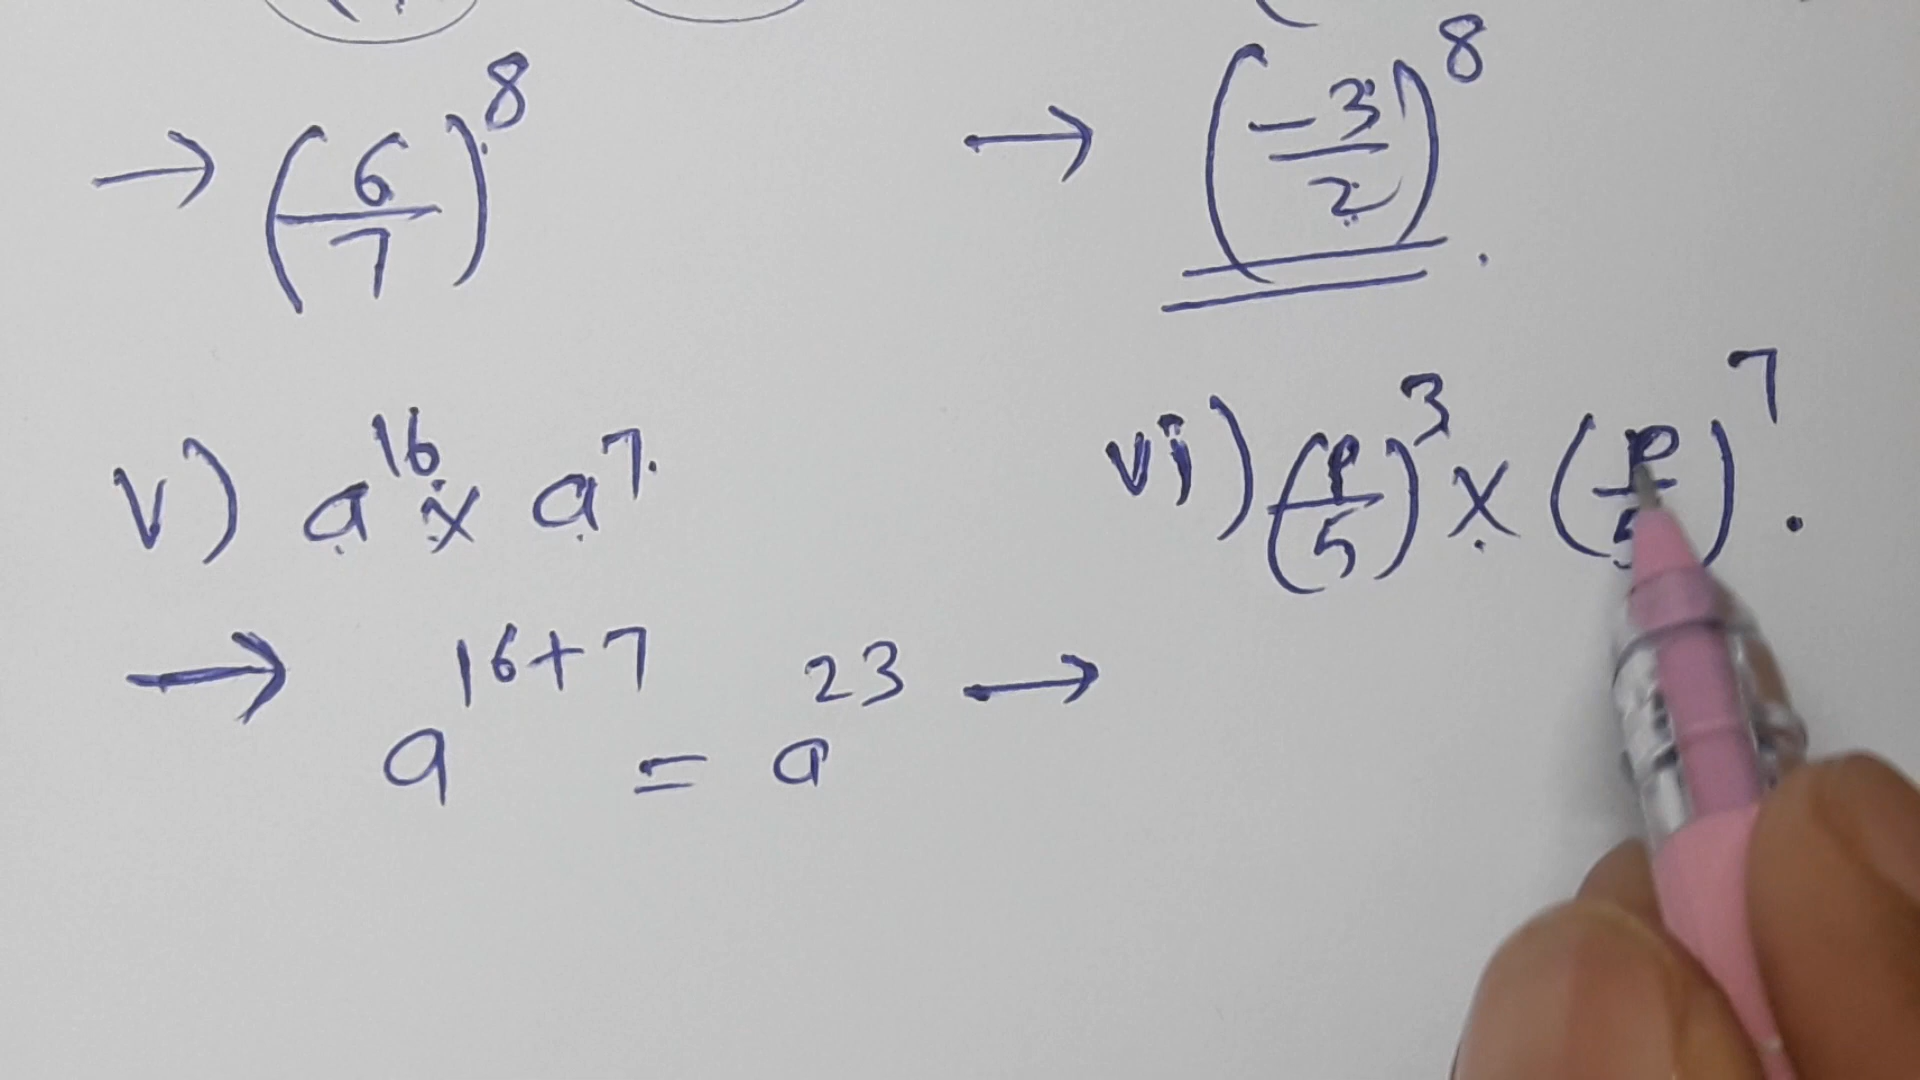 → (6/7)^8
→ (-3/2)^8 .
v) a^16 × a^7.
vi) (p/5)^3 × (p/5)^7 .
→ a^16+7 = a^23
→